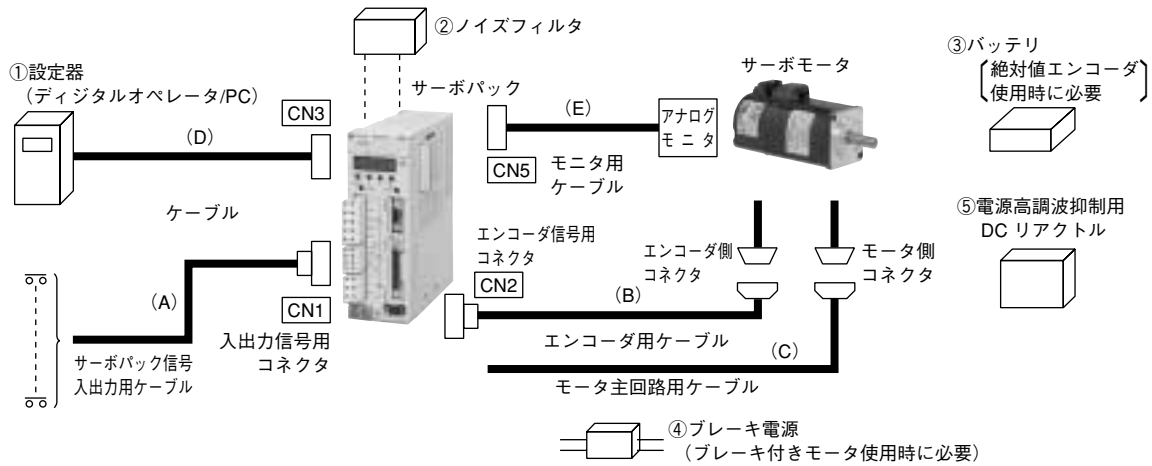 ②ノイズフィルタ
①設定器
（ディジタルオペレータ/PC）
サーボパック
サーボモータ
③バッテリ
絶対値エンコーダ
使用時に必要
CN3
(D)
(E)
アナログ
モニタ
CN5
モニタ用
ケーブル
ケーブル
⑤電源高調波抑制用
DC リアクトル
エンコーダ信号用
コネクタ
エンコーダ側
コネクタ
モータ側
コネクタ
CN2
(A)
(B)
CN1
入出力信号用
コネクタ
サーボパック信号
入出力用ケーブル
エンコーダ用ケーブル
(C)
モータ主回路用ケーブル
④ブレーキ電源
（ブレーキ付きモータ使用時に必要）